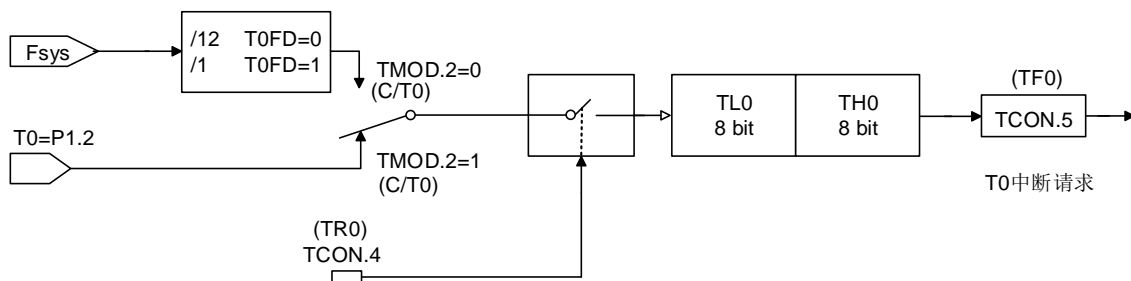 Fsys
/12 T0FD=0
/1 T0FD=1
TMOD.2=0
(C/T0)
T0=P1.2
TMOD.2=1
(C/T0)
(TR0)
TCON.4
TL0
8 bit
TH0
8 bit
(TF0)
TCON.5
T0中断请求